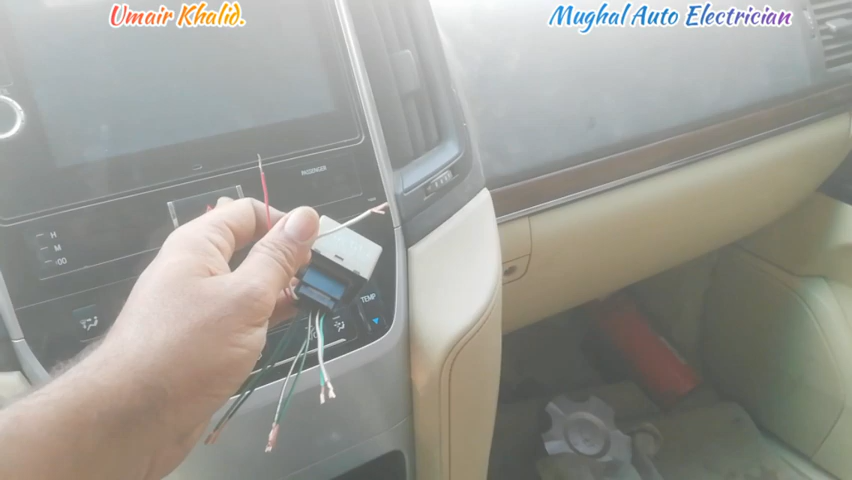 Umair Khalid.
Mughal Auto Electrician
PASSENGER
H
M
:00
TEMP